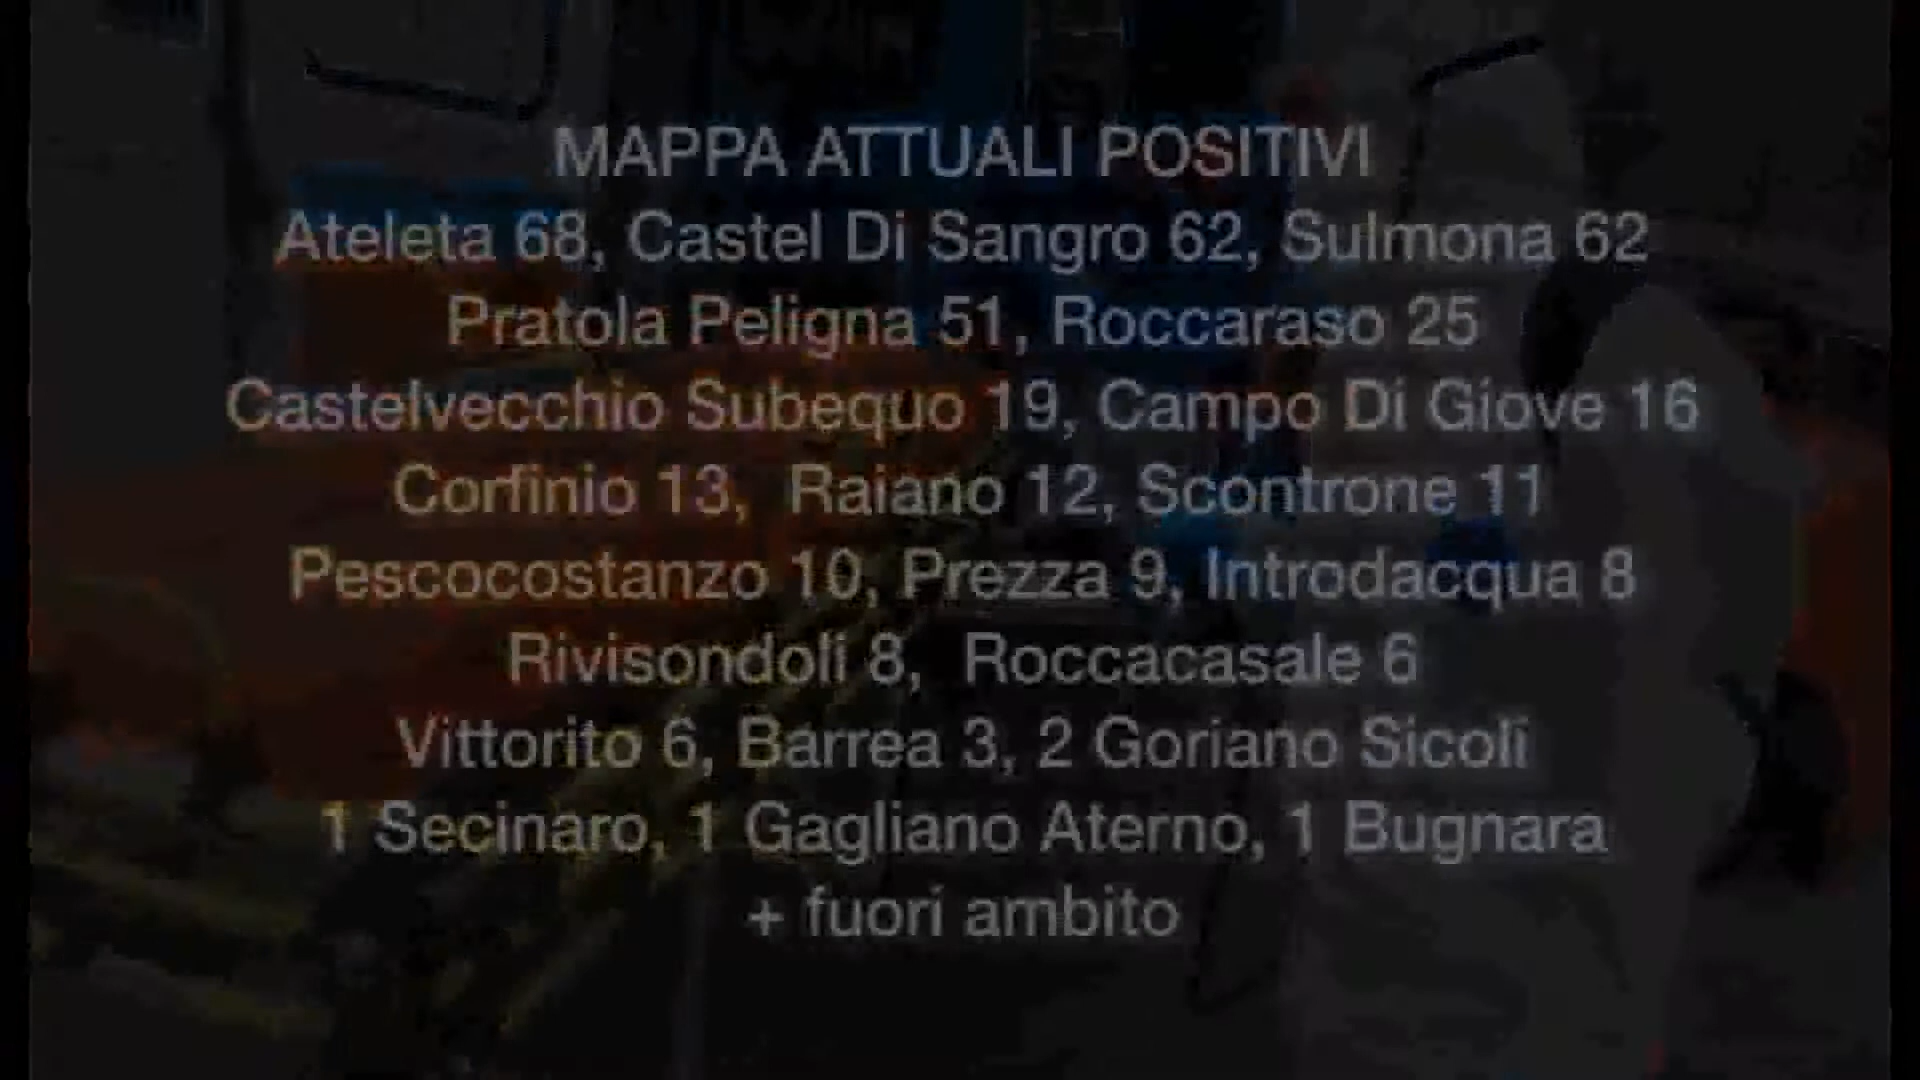 MAPPA ATTUALI POSITIVI
Ateleta 68, Castel Di Sangro 62, Sulmona 62
Pratola Peligna 51, Roccaraso 25
Castelvecchio Subequo 19, Campo Di Giove 16
Corfinio 13, Raiano 12, Scontrone 11
Pescocostanzo 10, Prezza 9, Introdacqua 8
Rivisondoli 8, Roccacasale 6
Vittorito 6, Barrea 3, 2 Goriano Sicoli
1 Secinaro, 1 Gagliano Aterno, 1 Bugnara
+ fuori ambito